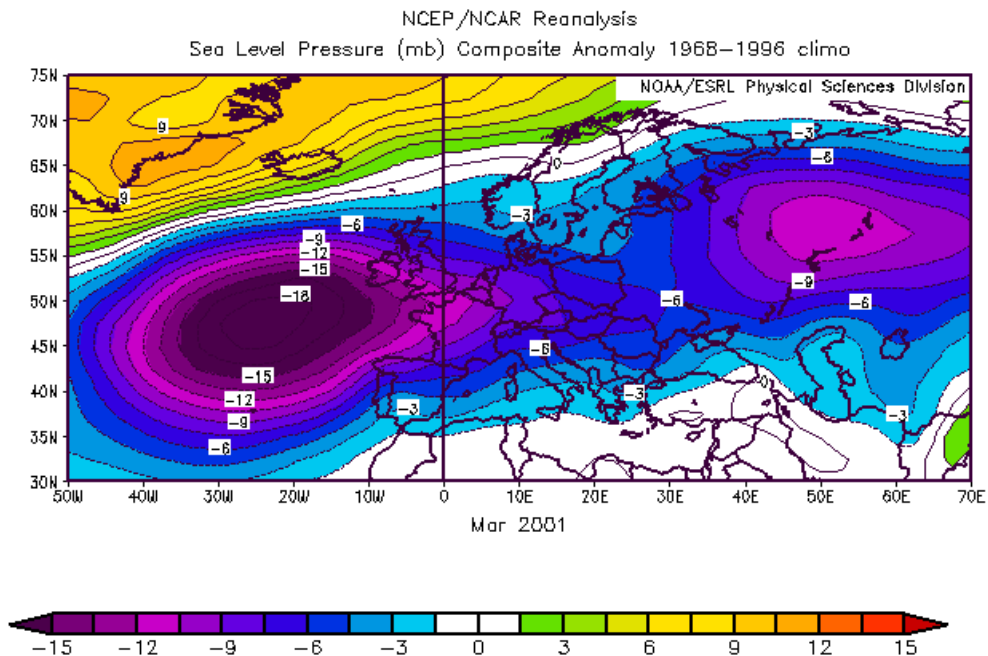 NCEP/NCAR Reanalysis
Sea Level Pressure (mb) Composite Anomaly 1968-1996 climo
NOAA/ESRL Physical Sciences Division
75N
70N
65N
60N
55N
50N
45N
40N
35N
30N
9
9
-3
-6
0
-3
-6
-9
-12
-15
-18
-9
-6
-6
-6
-15
-12
-9
-6
-3
-3
0
-3
50W 40W 30W 20W 10W 0 10E 20E 30E 40E 50E 60E 70E
Mar 2001
-15 -12 -9 -6 -3 0 3 6 9 12 15